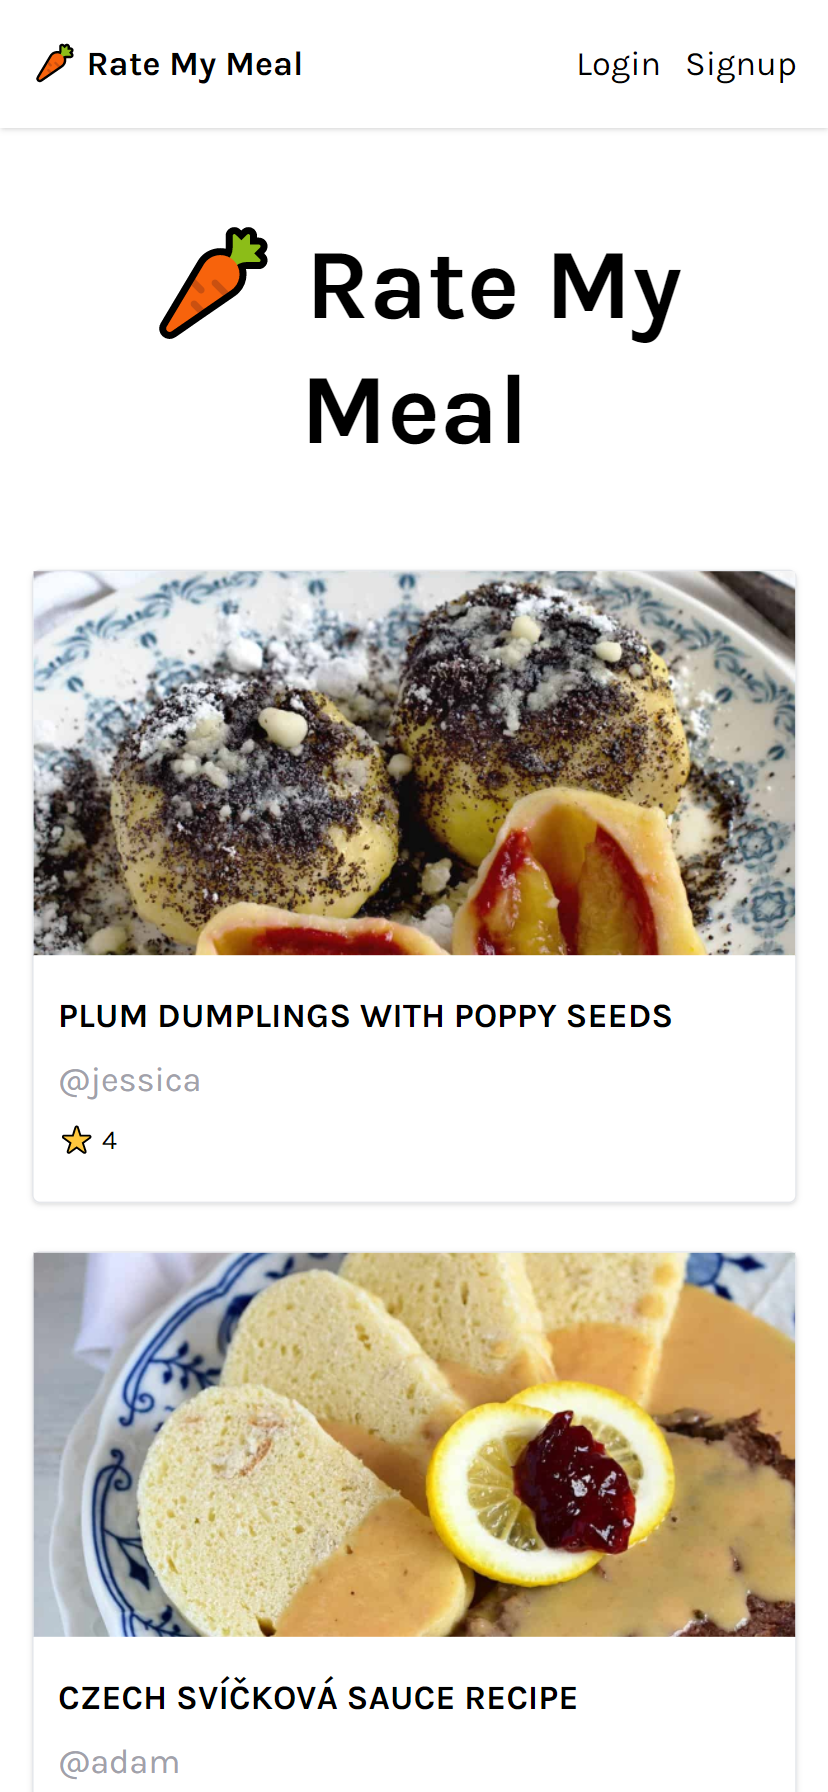 Rate My Meal
Login Signup
Rate My
Meal
PLUM DUMPLINGS WITH POPPY SEEDS
@jessica
4
CZECH SVÍČKOVÁ SAUCE RECIPE
@adam